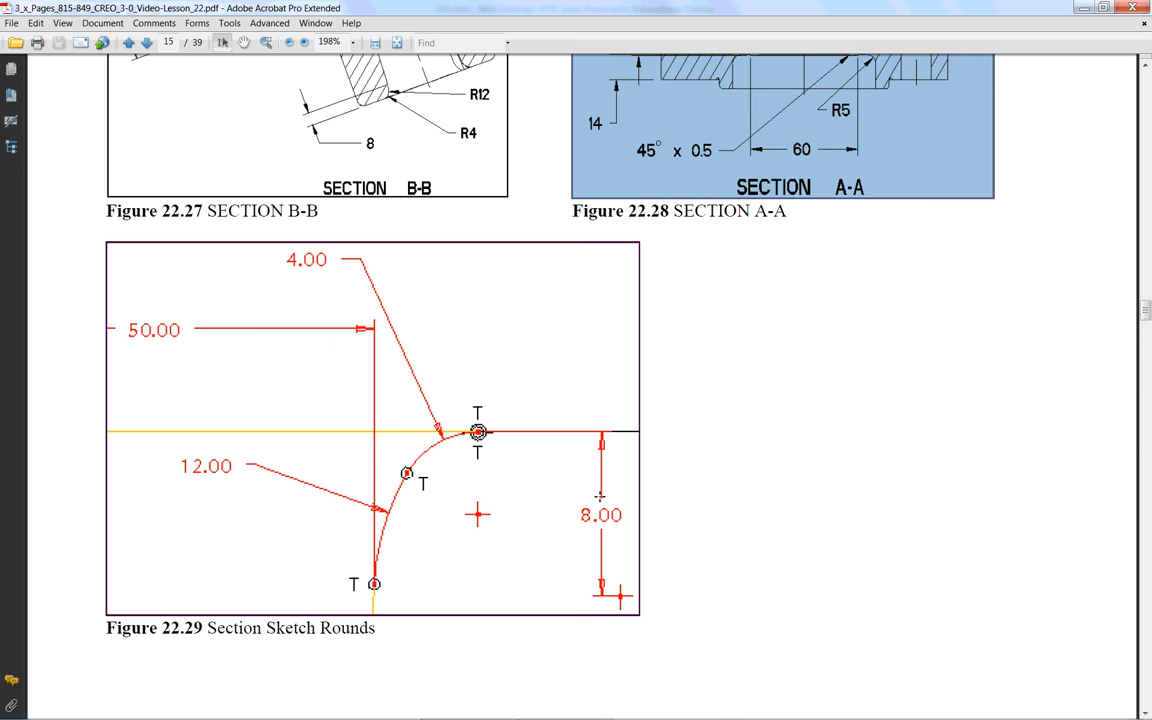 3_x_Pages_815-849_CREO_3-0_Video-Lesson_22.pdf - Adobe Acrobat Pro Extended
File Edit View Document Comments Forms Tools Advanced Window Help
15 / 39 198% Find
R12
R4
8
SECTION B-B
14
R5
45° x 0.5
60
SECTION A-A
Figure 22.27 SECTION B-B
Figure 22.28 SECTION A-A
4.00
50.00
T
T
12.00
T
8.00
T
Figure 22.29 Section Sketch Rounds